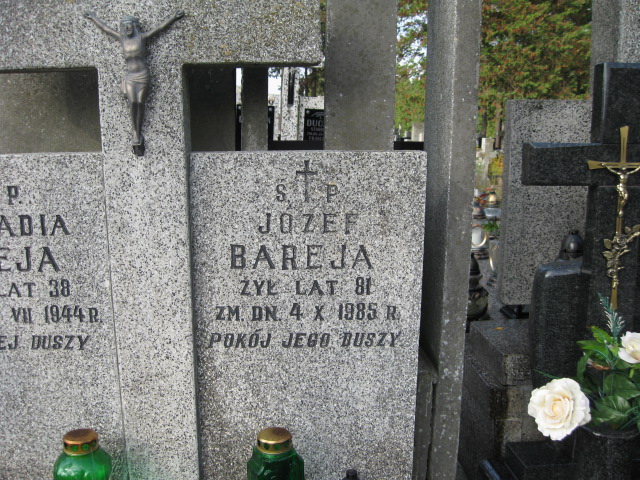 P.
ADIA
EJA
LAT 38
VII 1944 R.
EJ DUSZY
Ś. P.
JÓZEF
BAREJA
ŻYŁ LAT 81
ZM. DN. 4 X 1985 R.
POKÓJ JEGO DUSZY